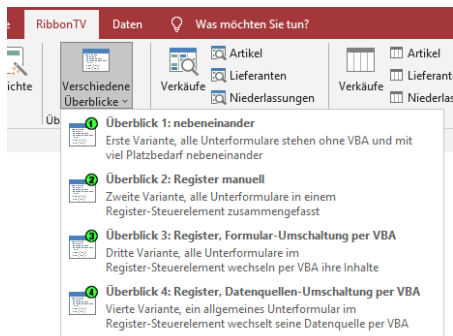 e RibbonTV Daten Was möchten Sie tun?
ichte Verschiedene Überblicke Verkäufe Artikel Lieferanten Niederlassungen Verkäufe Artikel Lieferant Niederlas
Üb
1 Überblick 1: nebeneinander
Erste Variante, alle Unterformulare stehen ohne VBA und mit
viel Platzbedarf nebeneinander
2 Überblick 2: Register manuell
Zweite Variante, alle Unterformulare in einem
Register-Steuerelement zusammengefasst
3 Überblick 3: Register, Formular-Umschaltung per VBA
Dritte Variante, alle Unterformulare im
Register-Steuerelement wechseln per VBA ihre Inhalte
4 Überblick 4: Register, Datenquellen-Umschaltung per VBA
Vierte Variante, ein allgemeines Unterformular im
Register-Steuerelement wechselt seine Datenquelle per VBA